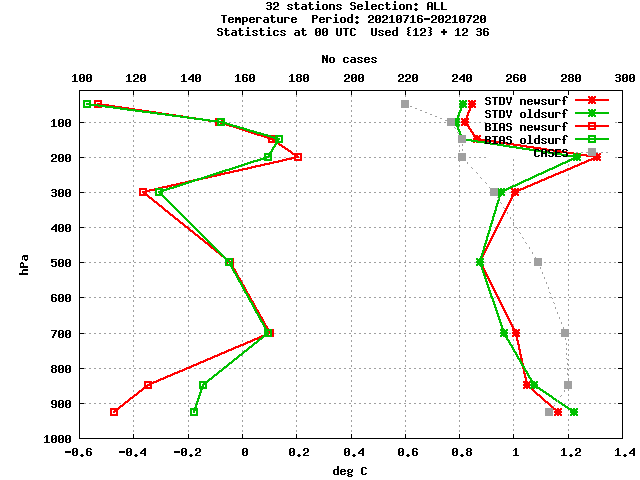 32 stations Selection: ALL
Temperature  Period: 20210716-20210720
Statistics at 00 UTC  Used {12} + 12 36
No cases
100 120 140 160 180 200 220 240 260 280 300
STDV newsurf
STDV oldsurf
BIAS newsurf
BIAS oldsurf
CASES
100
200
300
400
500
600
700
800
900
1000
hPa
-0.6 -0.4 -0.2 0 0.2 0.4 0.6 0.8 1 1.2 1.4
deg C